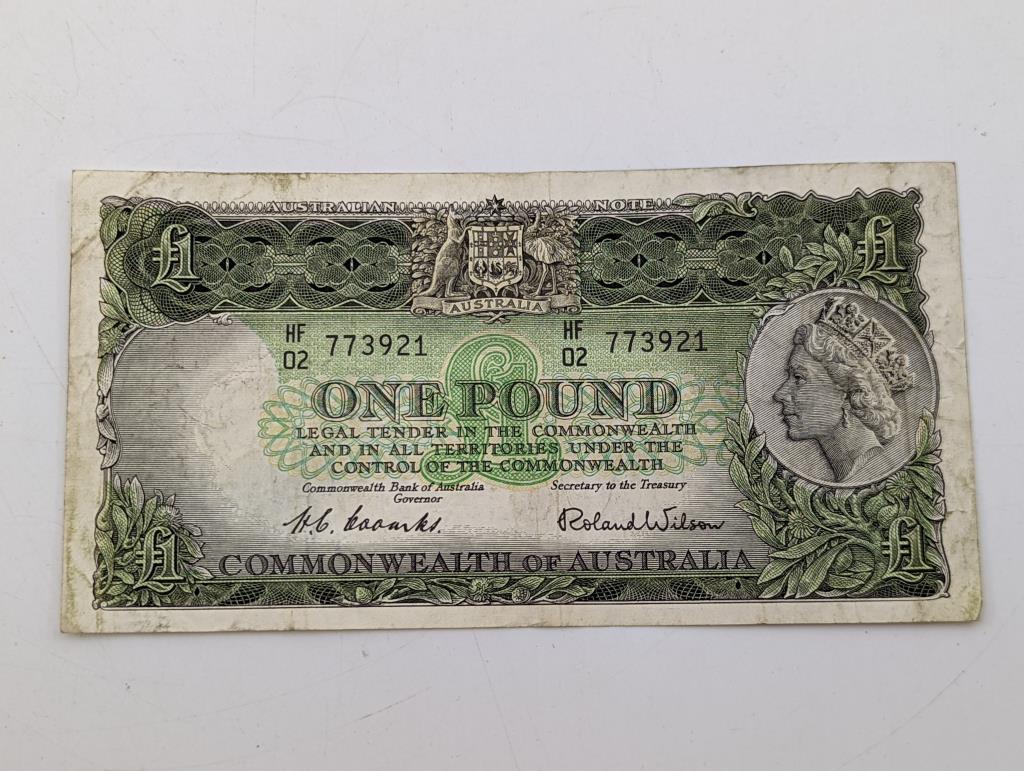 AUSTRALIAN NOTE
£1 £1
AUSTRALIA
HF 02 773921 HF 02 773921
ONE POUND
LEGAL TENDER IN THE COMMONWEALTH
AND IN ALL TERRITORIES UNDER THE
CONTROL OF THE COMMONWEALTH
Commonwealth Bank of Australia
Governor
Secretary to the Treasury
H.C. Coombs.
Roland Wilson
£1 £1
COMMONWEALTH OF AUSTRALIA